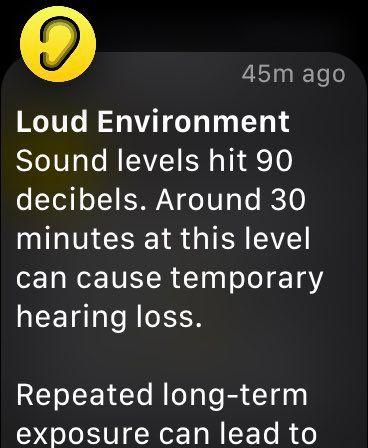 45m ago
Loud Environment
Sound levels hit 90
decibels. Around 30
minutes at this level
can cause temporary
hearing loss.
Repeated long-term
exposure can lead to